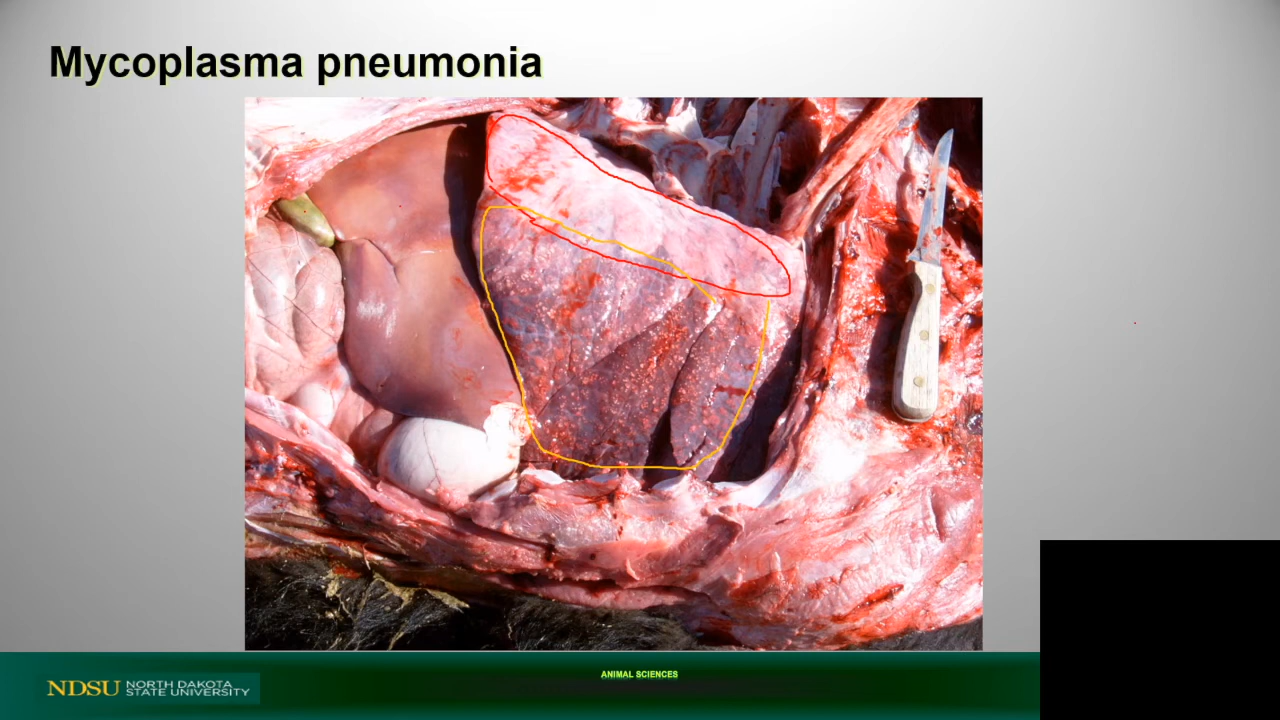 Mycoplasma pneumonia
ANIMAL SCIENCES
NDSU NORTH DAKOTA
STATE UNIVERSITY